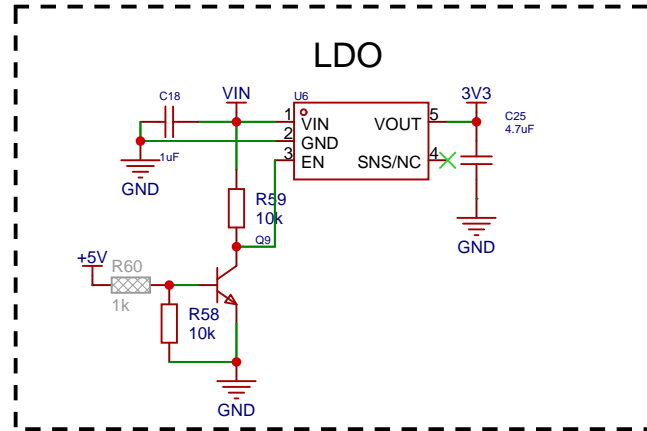 LDO
C18
1uF
GND
VIN
U6
1
2
3
VIN
GND
EN
VOUT
SNS/NC
5
4
3V3
C25
4.7uF
GND
R59
10k
Q9
+5V
R60
1k
R58
10k
GND